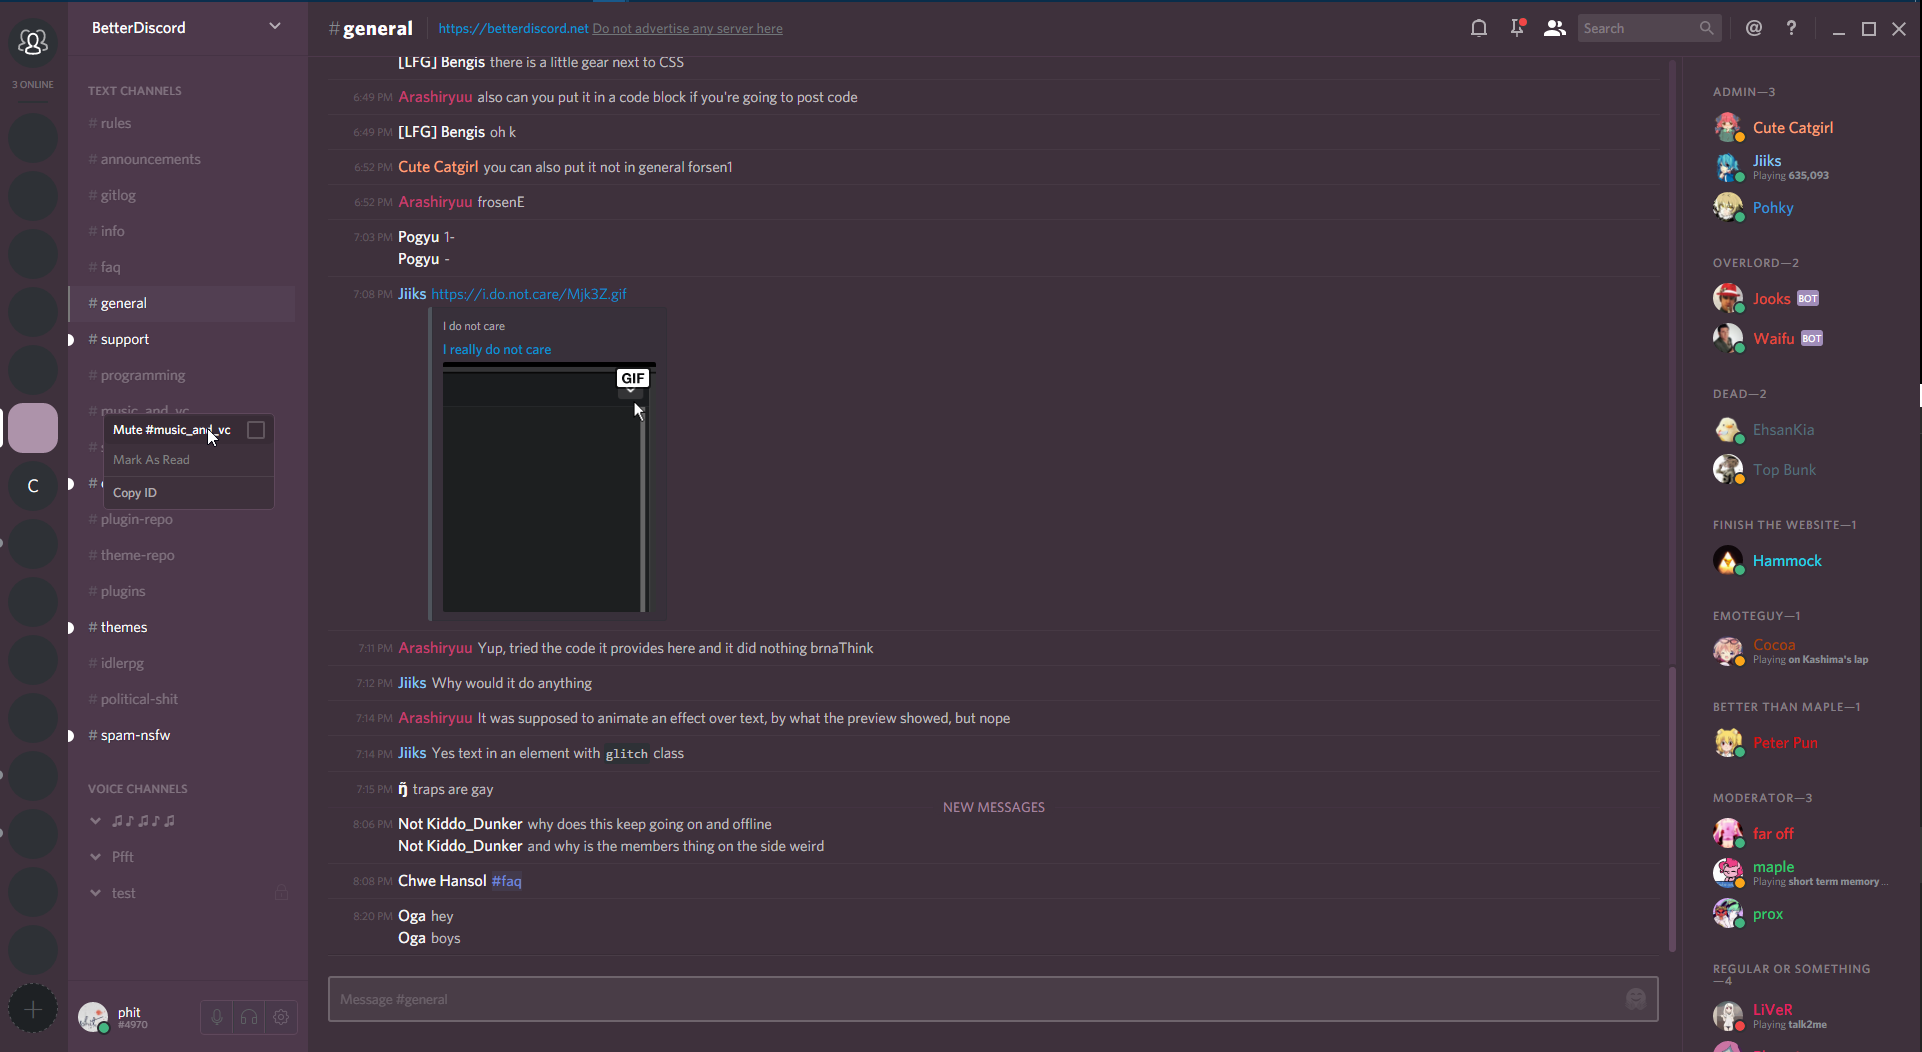 BetterDiscord
3 ONLINE
C
TEXT CHANNELS
# rules
# announcements
# gitlog
# info
# faq
# general
# support
# programming
# music_and_vc
Mute #music_and_vc
Mark As Read
Copy ID
# plugin-repo
# theme-repo
# plugins
# themes
# idlerpg
# political-shit
# spam-nsfw
VOICE CHANNELS
♫♪♫♪♫
Pfft
test
phit
#4970
#general
https://betterdiscord.net Do not advertise any server here
Search
[LFG] Bengis there is a little gear next to CSS
6:49 PM Arashiryuu also can you put it in a code block if you're going to post code
6:49 PM [LFG] Bengis oh k
6:52 PM Cute Catgirl you can also put it not in general forsen1
6:52 PM Arashiryuu frosenE
7:03 PM Pogyu 1-
Pogyu -
7:08 PM Jiiks https://i.do.not.care/Mjk3Z.gif
I do not care
I really do not care
GIF
7:11 PM Arashiryuu Yup, tried the code it provides here and it did nothing brnaThink
7:12 PM Jiiks Why would it do anything
7:14 PM Arashiryuu It was supposed to animate an effect over text, by what the preview showed, but nope
7:14 PM Jiiks Yes text in an element with glitch class
7:15 PM ἤ traps are gay
NEW MESSAGES
8:06 PM Not Kiddo_Dunker why does this keep going on and offline
Not Kiddo_Dunker and why is the members thing on the side weird
8:08 PM Chwe Hansol #faq
8:20 PM Oga hey
Oga boys
Message #general
ADMIN—3
Cute Catgirl
Jiiks
Playing 635,093
Pohky
OVERLORD—2
Jooks BOT
Waifu BOT
DEAD—2
EhsanKia
Top Bunk
FINISH THE WEBSITE—1
Hammock
EMOTEGUY—1
Cocoa
Playing on Kashima's lap
BETTER THAN MAPLE—1
Peter Pun
MODERATOR—3
far off
maple
Playing short term memory...
prox
REGULAR OR SOMETHING
—4
LiVeR
Playing talk2me